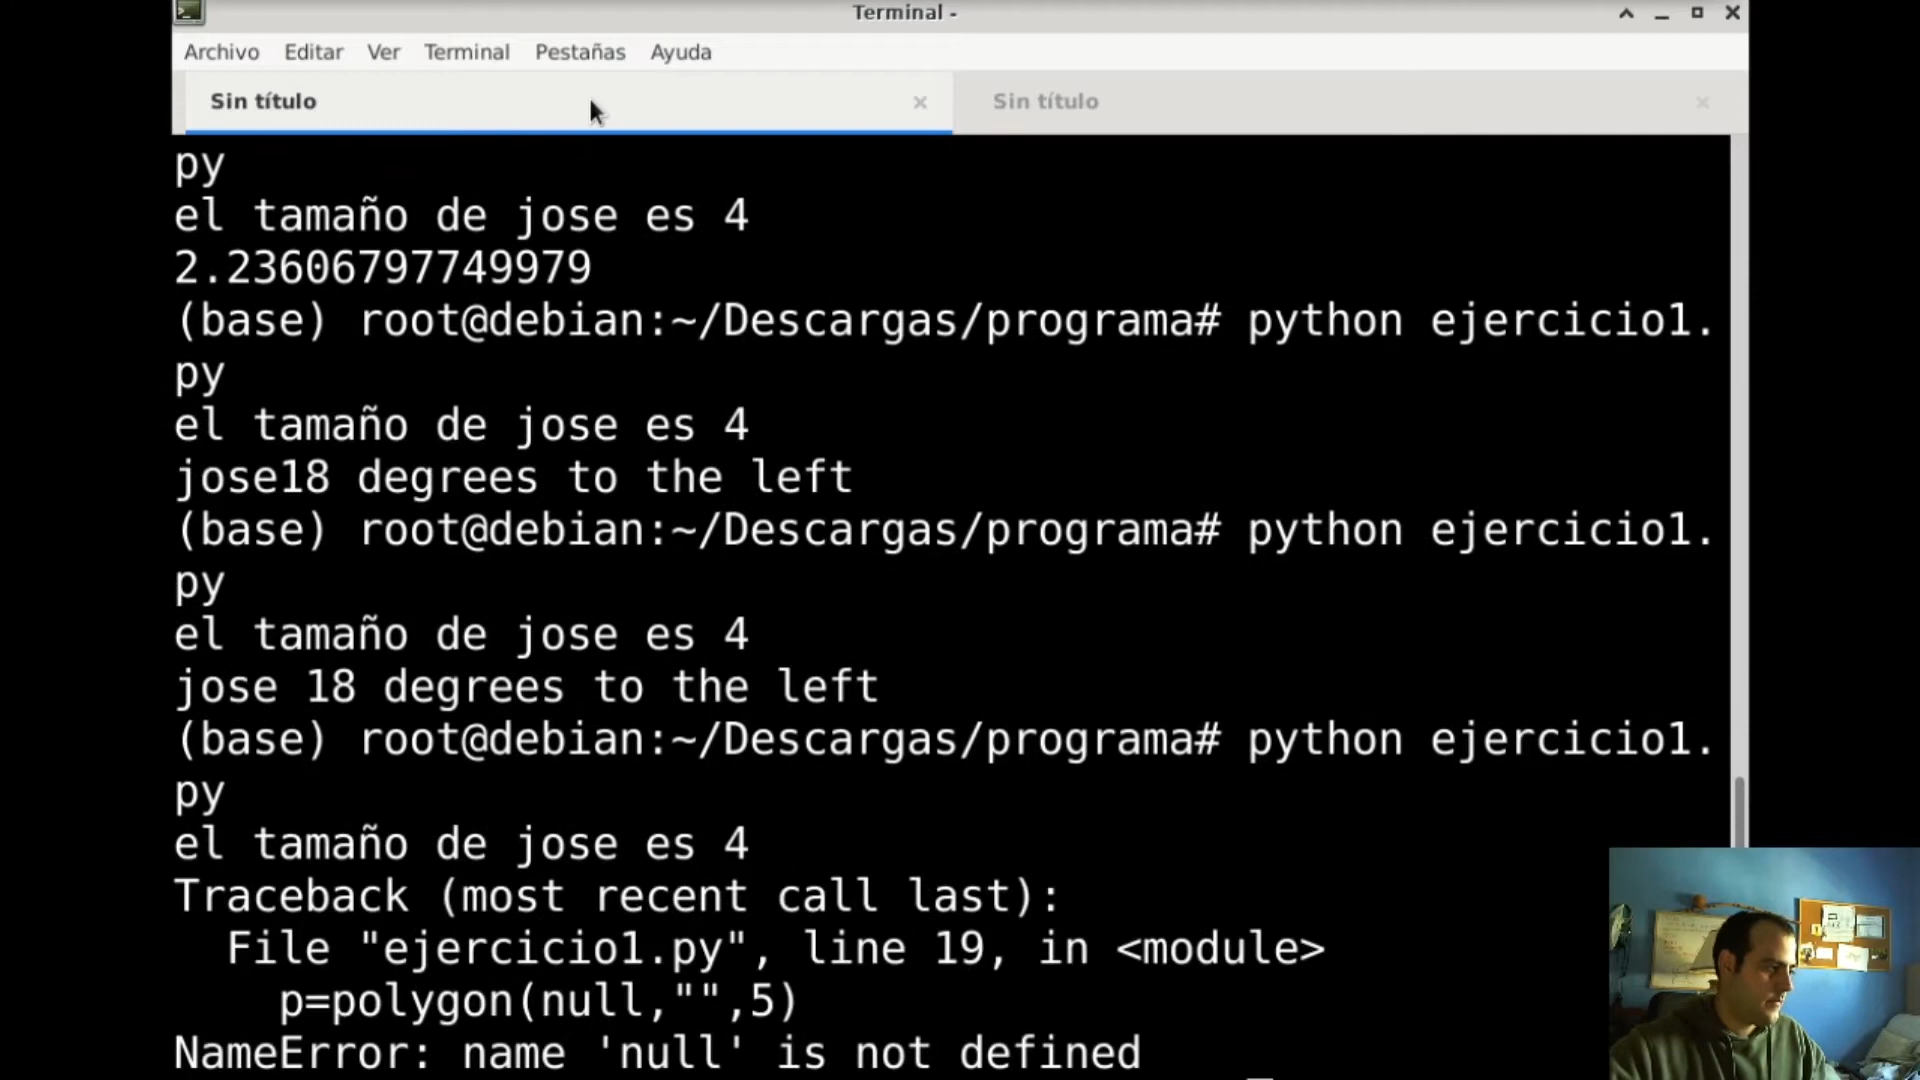 Terminal -
Archivo Editar Ver Terminal Pestañas Ayuda
Sin título Sin título
py
el tamaño de jose es 4
2.23606797749979
(base) root@debian:~/Descargas/programa# python ejercicio1.
py
el tamaño de jose es 4
jose18 degrees to the left
(base) root@debian:~/Descargas/programa# python ejercicio1.
py
el tamaño de jose es 4
jose 18 degrees to the left
(base) root@debian:~/Descargas/programa# python ejercicio1.
py
el tamaño de jose es 4
Traceback (most recent call last):
  File "ejercicio1.py", line 19, in <module>
    p=polygon(null,"",5)
NameError: name 'null' is not defined